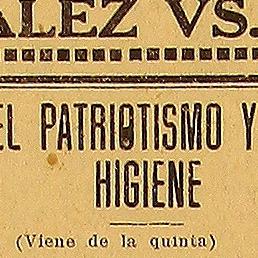 ALEZ VS.
EL PATRIOTISMO Y
HIGIENE
(Viene de la quinta)